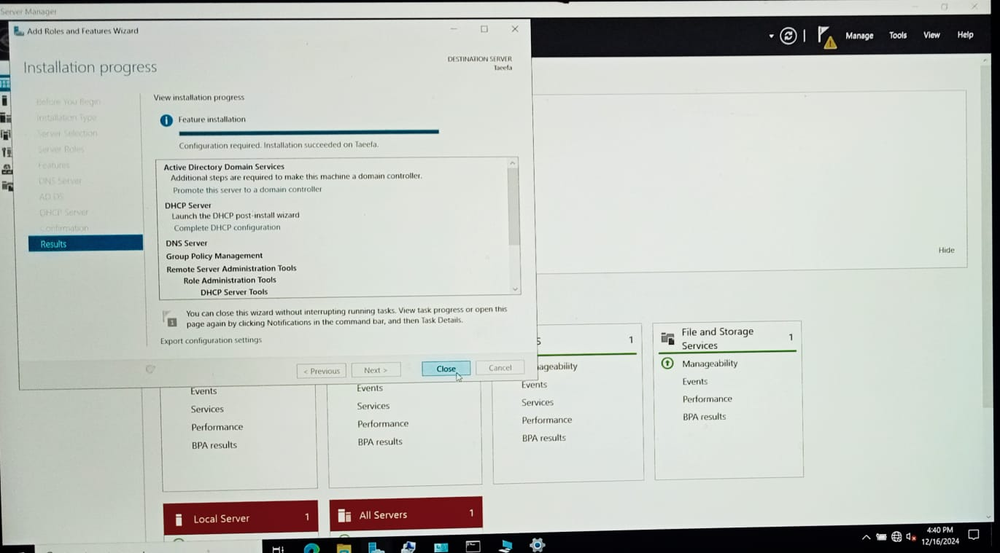 Server Manager
Add Roles and Features Wizard
Manage Tools View Help
Installation progress
DESTINATION SERVER
Taeefa
Before You Begin
Installation Type
Server Selection
Server Roles
Features
DNS Server
AD DS
DHCP Server
Confirmation
Results
View installation progress
Feature installation
Configuration required. Installation succeeded on Taeefa.
Active Directory Domain Services
Additional steps are required to make this machine a domain controller.
Promote this server to a domain controller
DHCP Server
Launch the DHCP post-install wizard
Complete DHCP configuration
DNS Server
Group Policy Management
Remote Server Administration Tools
Role Administration Tools
DHCP Server Tools
1
You can close this wizard without interrupting running tasks. View task progress or open this
page again by clicking Notifications in the command bar, and then Task Details.
Export configuration settings
< Previous Next > Close Cancel
Hide
S 1
ageability
Events
Services
Performance
BPA results
File and Storage
Services 1
Manageability
Events
Performance
BPA results
Events
Services
Performance
BPA results
Events
Services
Performance
BPA results
Local Server 1
All Servers 1
4:40 PM
12/16/2024